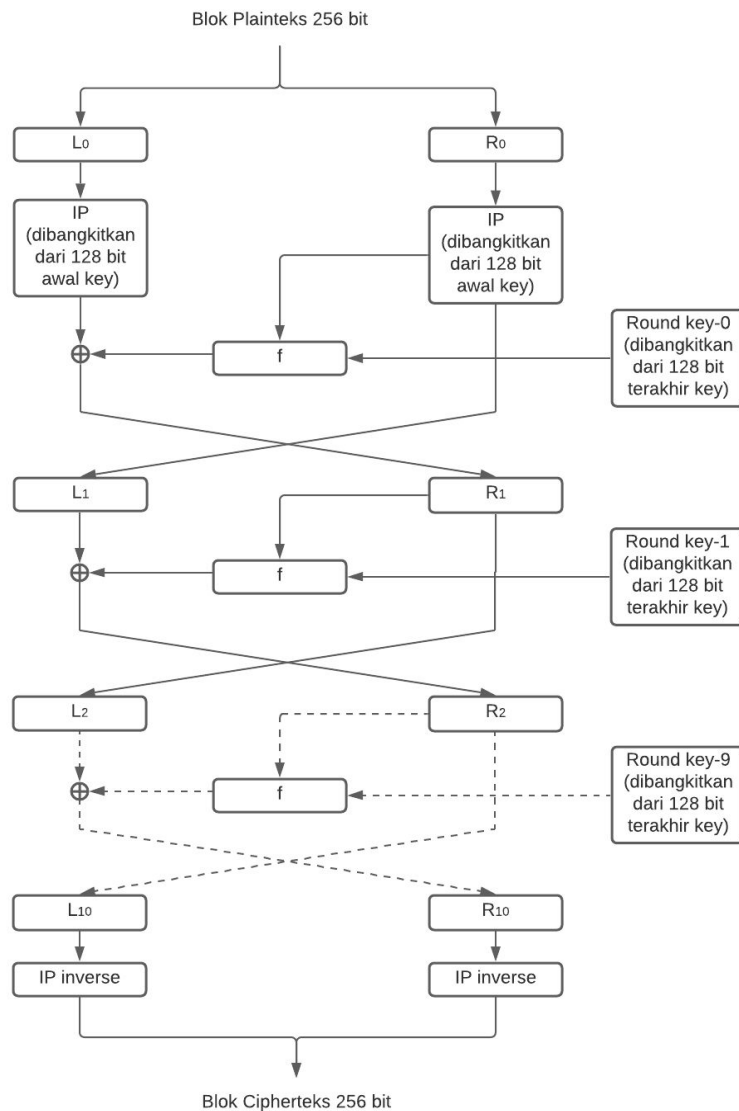 Blok Plainteks 256 bit
L0
R0
IP
(dibangkitkan
dari 128 bit
awal key)
IP
(dibangkitkan
dari 128 bit
awal key)
f
Round key-0
(dibangkitkan
dari 128 bit
terakhir key)
L1
R1
f
Round key-1
(dibangkitkan
dari 128 bit
terakhir key)
L2
R2
f
Round key-9
(dibangkitkan
dari 128 bit
terakhir key)
L10
R10
IP inverse
IP inverse
Blok Cipherteks 256 bit